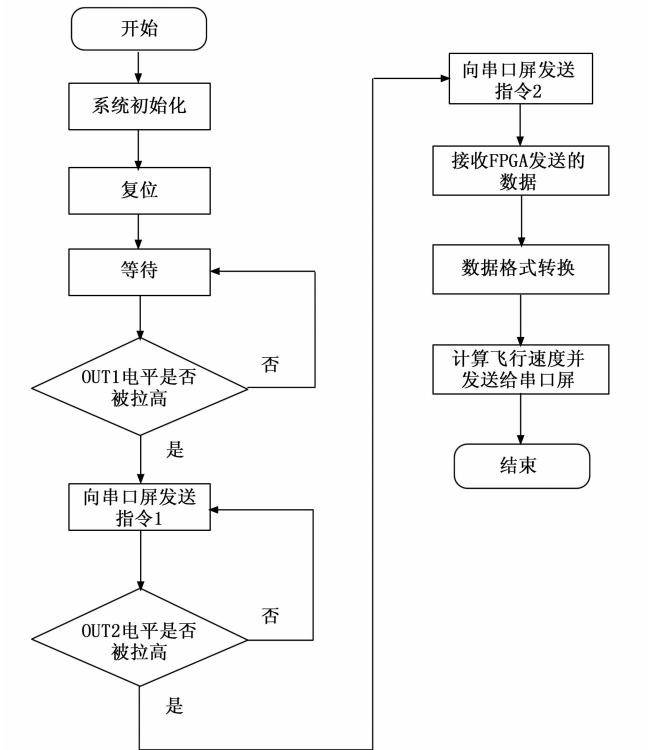 开始
系统初始化
复位
等待
OUT1电平是否
被拉高
否
是
向串口屏发送
指令1
OUT2电平是否
被拉高
否
是
向串口屏发送
指令2
接收FPGA发送的
数据
数据格式转换
计算飞行速度并
发送给串口屏
结束